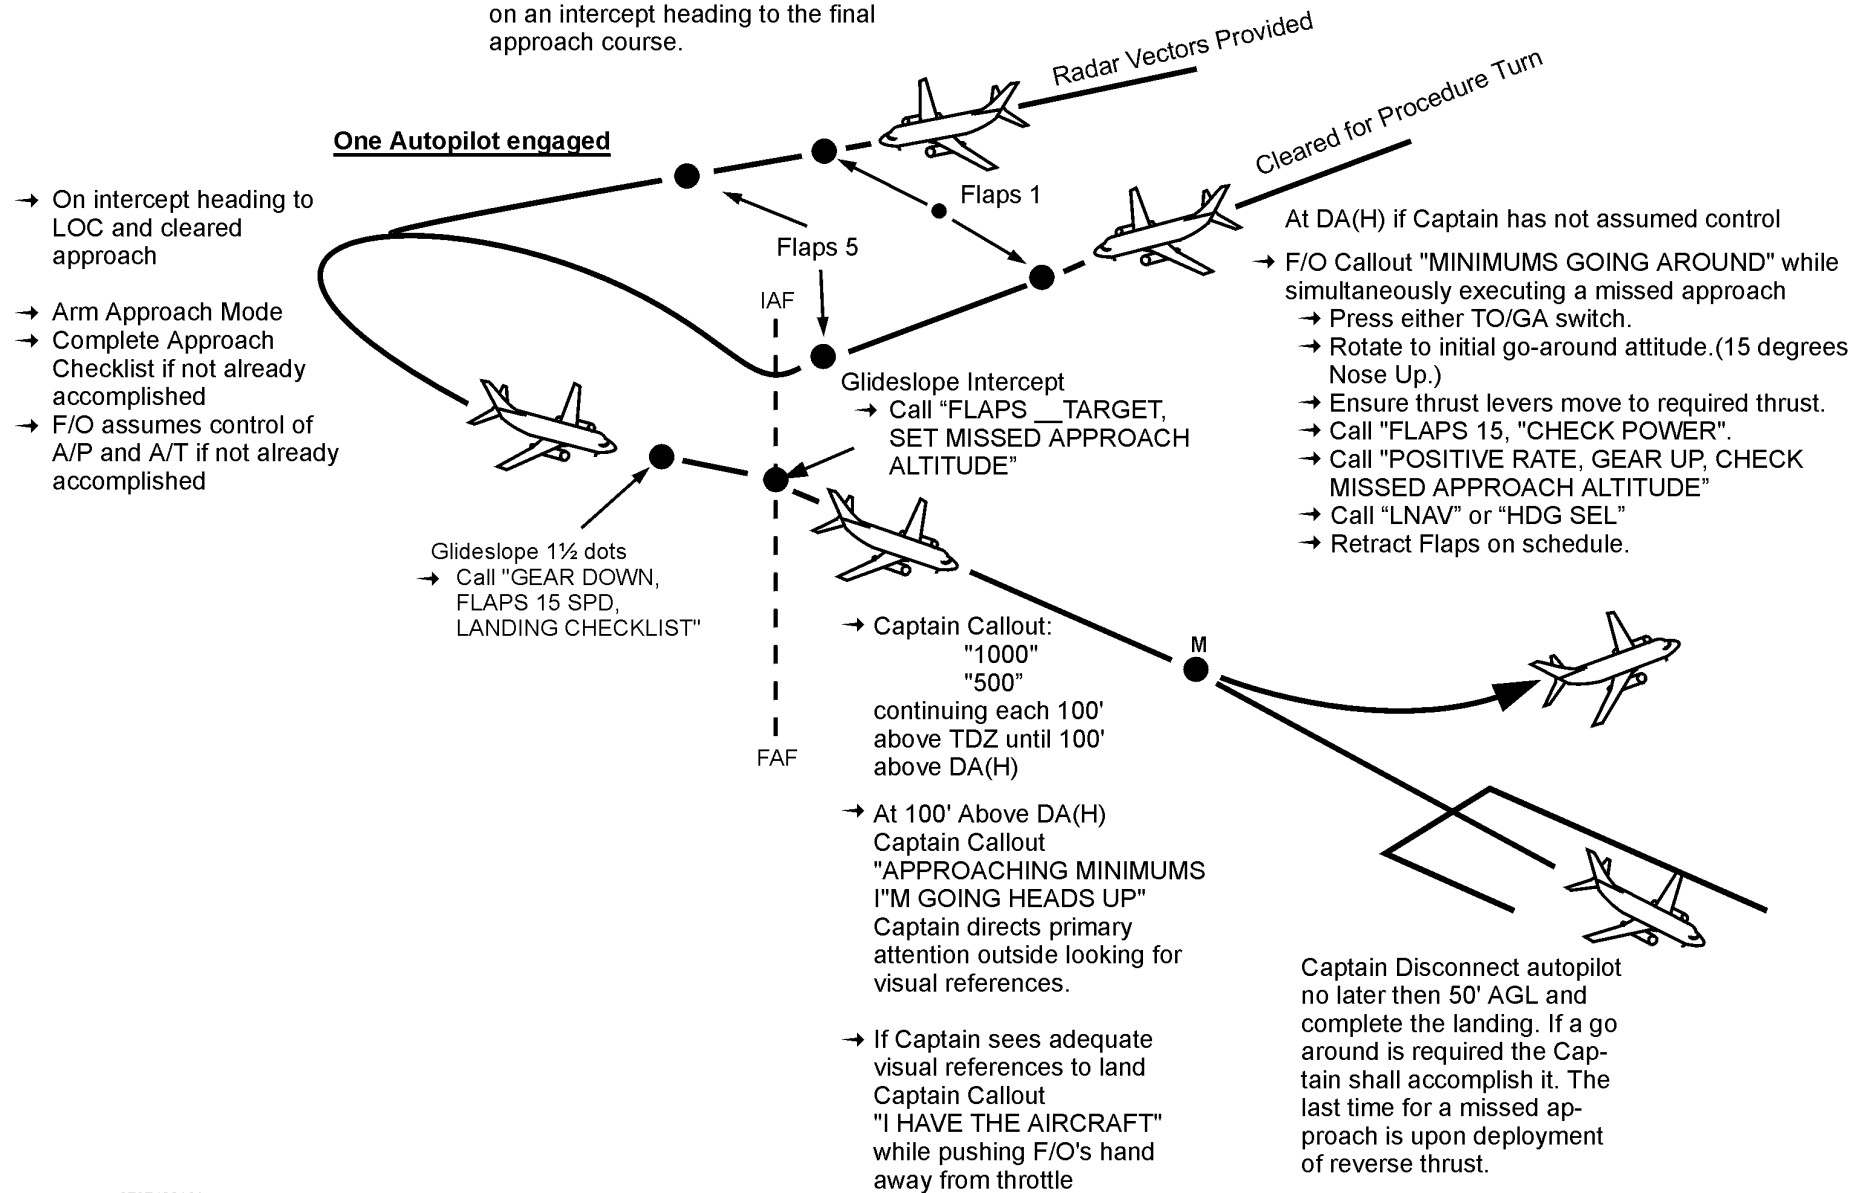 on an intercept heading to the final
approach course.
Radar Vectors Provided
Cleared for Procedure Turn
One Autopilot engaged
Flaps 1
Flaps 5
IAF
→ On intercept heading to
LOC and cleared
approach
→ Arm Approach Mode
→ Complete Approach
Checklist if not already
accomplished
→ F/O assumes control of
A/P and A/T if not already
accomplished
Glideslope Intercept
→ Call “FLAPS __TARGET,
SET MISSED APPROACH
ALTITUDE”
At DA(H) if Captain has not assumed control
→ F/O Callout "MINIMUMS GOING AROUND" while
simultaneously executing a missed approach
→ Press either TO/GA switch.
→ Rotate to initial go-around attitude.(15 degrees
Nose Up.)
→ Ensure thrust levers move to required thrust.
→ Call "FLAPS 15, "CHECK POWER".
→ Call "POSITIVE RATE, GEAR UP, CHECK
MISSED APPROACH ALTITUDE”
→ Call “LNAV” or “HDG SEL”
→ Retract Flaps on schedule.
Glideslope 1½ dots
→ Call "GEAR DOWN,
FLAPS 15 SPD,
LANDING CHECKLIST"
FAF
M
→ Captain Callout:
"1000"
"500”
continuing each 100'
above TDZ until 100'
above DA(H)
→ At 100' Above DA(H)
Captain Callout
"APPROACHING MINIMUMS
I"M GOING HEADS UP"
Captain directs primary
attention outside looking for
visual references.
→ If Captain sees adequate
visual references to land
Captain Callout
"I HAVE THE AIRCRAFT"
while pushing F/O's hand
away from throttle
Captain Disconnect autopilot
no later then 50' AGL and
complete the landing. If a go
around is required the Cap-
tain shall accomplish it. The
last time for a missed ap-
proach is upon deployment
of reverse thrust.